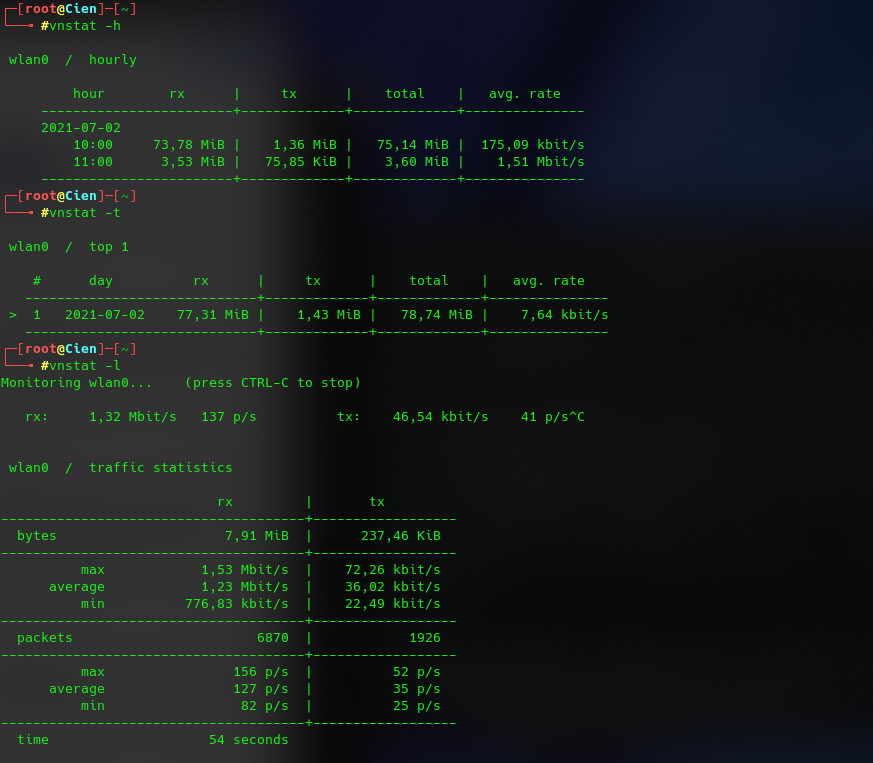 ┌─[root@Cien]─[~]
└──╼ #vnstat -h

 wlan0  /  hourly

         hour        rx      |     tx      |    total    |   avg. rate
     ------------------------+-------------+-------------+---------------
     2021-07-02
         10:00     73,78 MiB |    1,36 MiB |   75,14 MiB |  175,09 kbit/s
         11:00      3,53 MiB |   75,85 KiB |    3,60 MiB |    1,51 Mbit/s
     ------------------------+-------------+-------------+---------------
┌─[root@Cien]─[~]
└──╼ #vnstat -t

 wlan0  /  top 1

    #      day          rx      |     tx      |    total    |   avg. rate
   -----------------------------+-------------+-------------+---------------
 >  1   2021-07-02    77,31 MiB |    1,43 MiB |   78,74 MiB |    7,64 kbit/s
   -----------------------------+-------------+-------------+---------------
┌─[root@Cien]─[~]
└──╼ #vnstat -l
Monitoring wlan0...    (press CTRL-C to stop)

   rx:     1,32 Mbit/s   137 p/s          tx:    46,54 kbit/s    41 p/s^C


 wlan0  /  traffic statistics

                           rx         |       tx
--------------------------------------+------------------
  bytes                     7,91 MiB  |      237,46 KiB
--------------------------------------+------------------
          max            1,53 Mbit/s  |    72,26 kbit/s
      average            1,23 Mbit/s  |    36,02 kbit/s
          min          776,83 kbit/s  |    22,49 kbit/s
--------------------------------------+------------------
  packets                       6870  |            1926
--------------------------------------+------------------
          max                156 p/s  |          52 p/s
      average                127 p/s  |          35 p/s
          min                 82 p/s  |          25 p/s
--------------------------------------+------------------
  time                    54 seconds